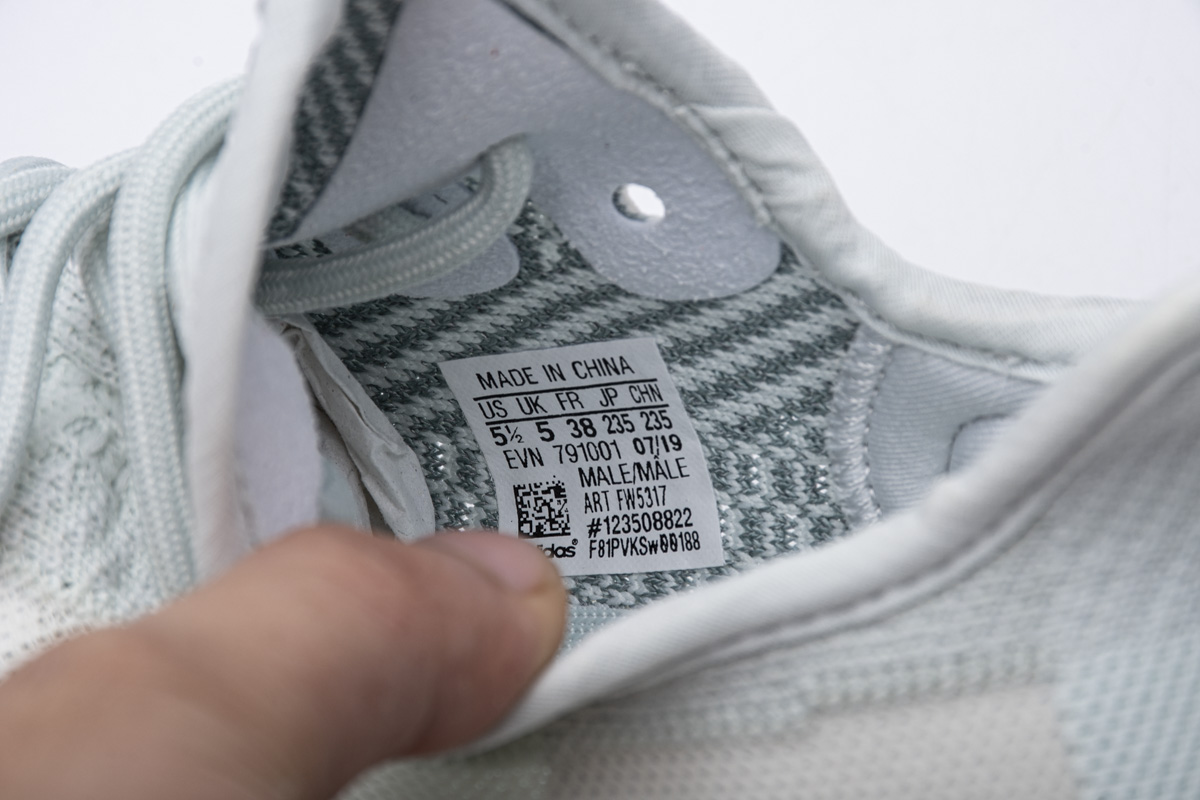 MADE IN CHINA
US UK FR JP CHN
5½ 5 38 235 235
EVN 791001 07/19
MALE/MALE
ART FW5317
#123508822
F81PVKSw00188